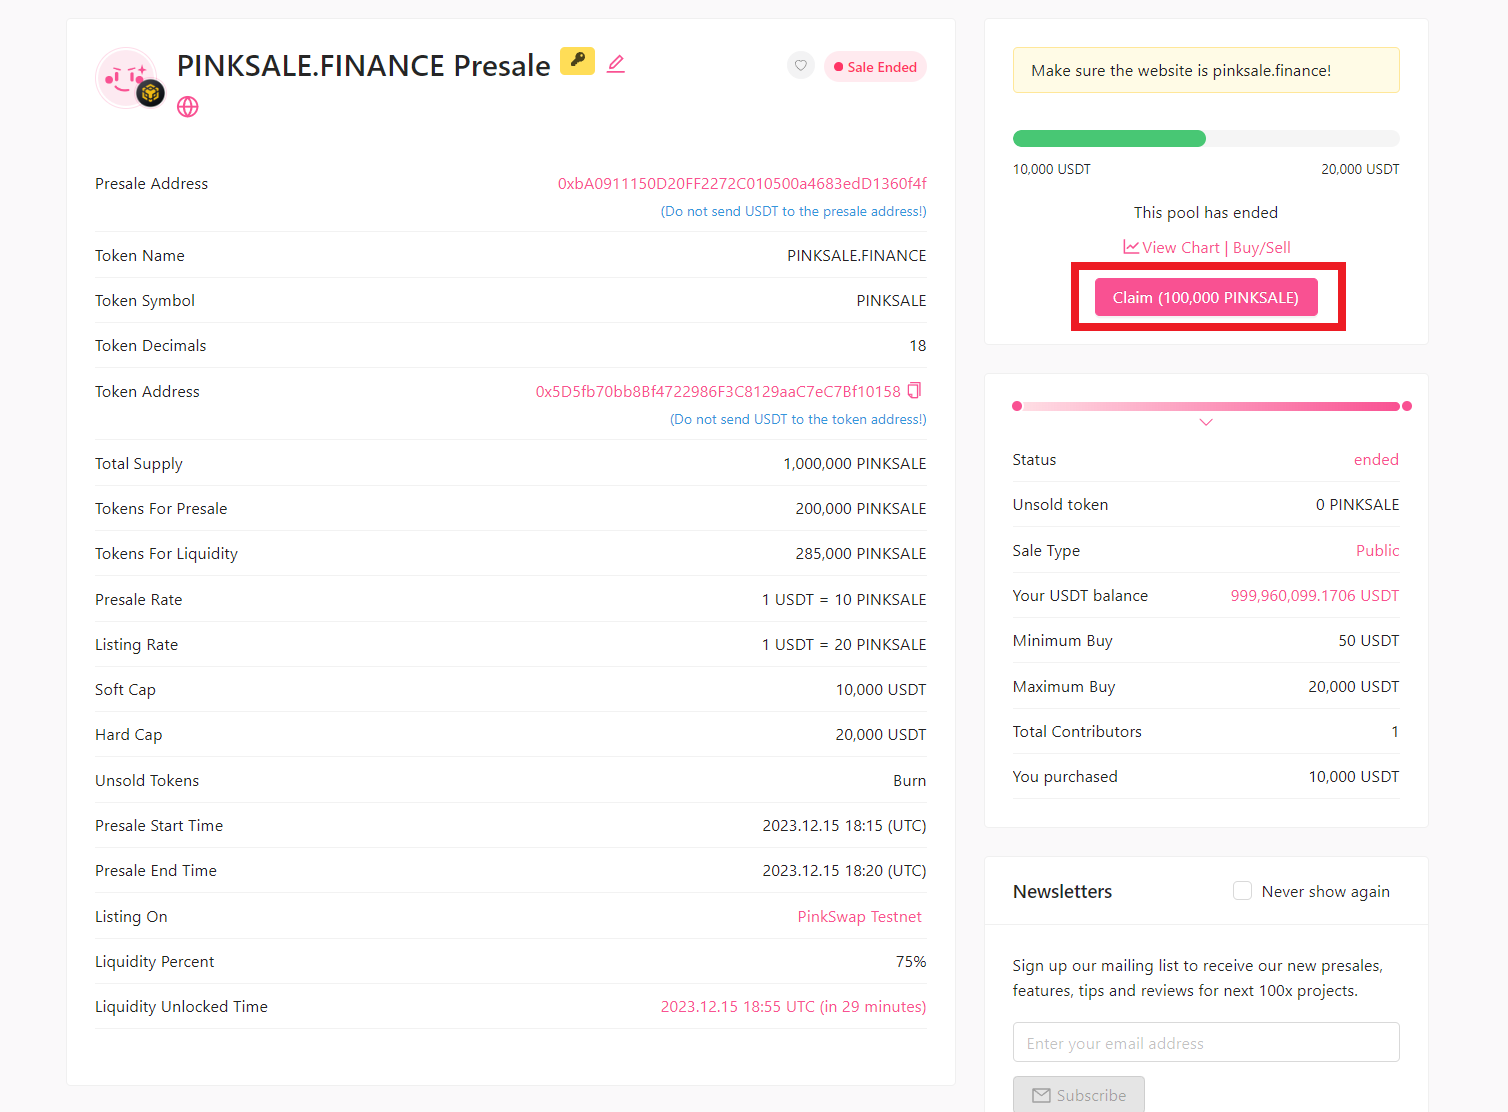 PINKSALE.FINANCE Presale
Sale Ended
Presale Address 0xbA0911150D20FF2272C010500a4683edD1360f4f
(Do not send USDT to the presale address!)
Token Name PINKSALE.FINANCE
Token Symbol PINKSALE
Token Decimals 18
Token Address 0x5D5fb70bb8Bf4722986F3C8129aaC7eC7Bf10158
(Do not send USDT to the token address!)
Total Supply 1,000,000 PINKSALE
Tokens For Presale 200,000 PINKSALE
Tokens For Liquidity 285,000 PINKSALE
Presale Rate 1 USDT = 10 PINKSALE
Listing Rate 1 USDT = 20 PINKSALE
Soft Cap 10,000 USDT
Hard Cap 20,000 USDT
Unsold Tokens Burn
Presale Start Time 2023.12.15 18:15 (UTC)
Presale End Time 2023.12.15 18:20 (UTC)
Listing On PinkSwap Testnet
Liquidity Percent 75%
Liquidity Unlocked Time 2023.12.15 18:55 UTC (in 29 minutes)
Make sure the website is pinksale.finance!
10,000 USDT 20,000 USDT
This pool has ended
View Chart | Buy/Sell
Claim (100,000 PINKSALE)
Status ended
Unsold token 0 PINKSALE
Sale Type Public
Your USDT balance 999,960,099.1706 USDT
Minimum Buy 50 USDT
Maximum Buy 20,000 USDT
Total Contributors 1
You purchased 10,000 USDT
Newsletters Never show again
Sign up our mailing list to receive our new presales,
features, tips and reviews for next 100x projects.
Enter your email address
Subscribe